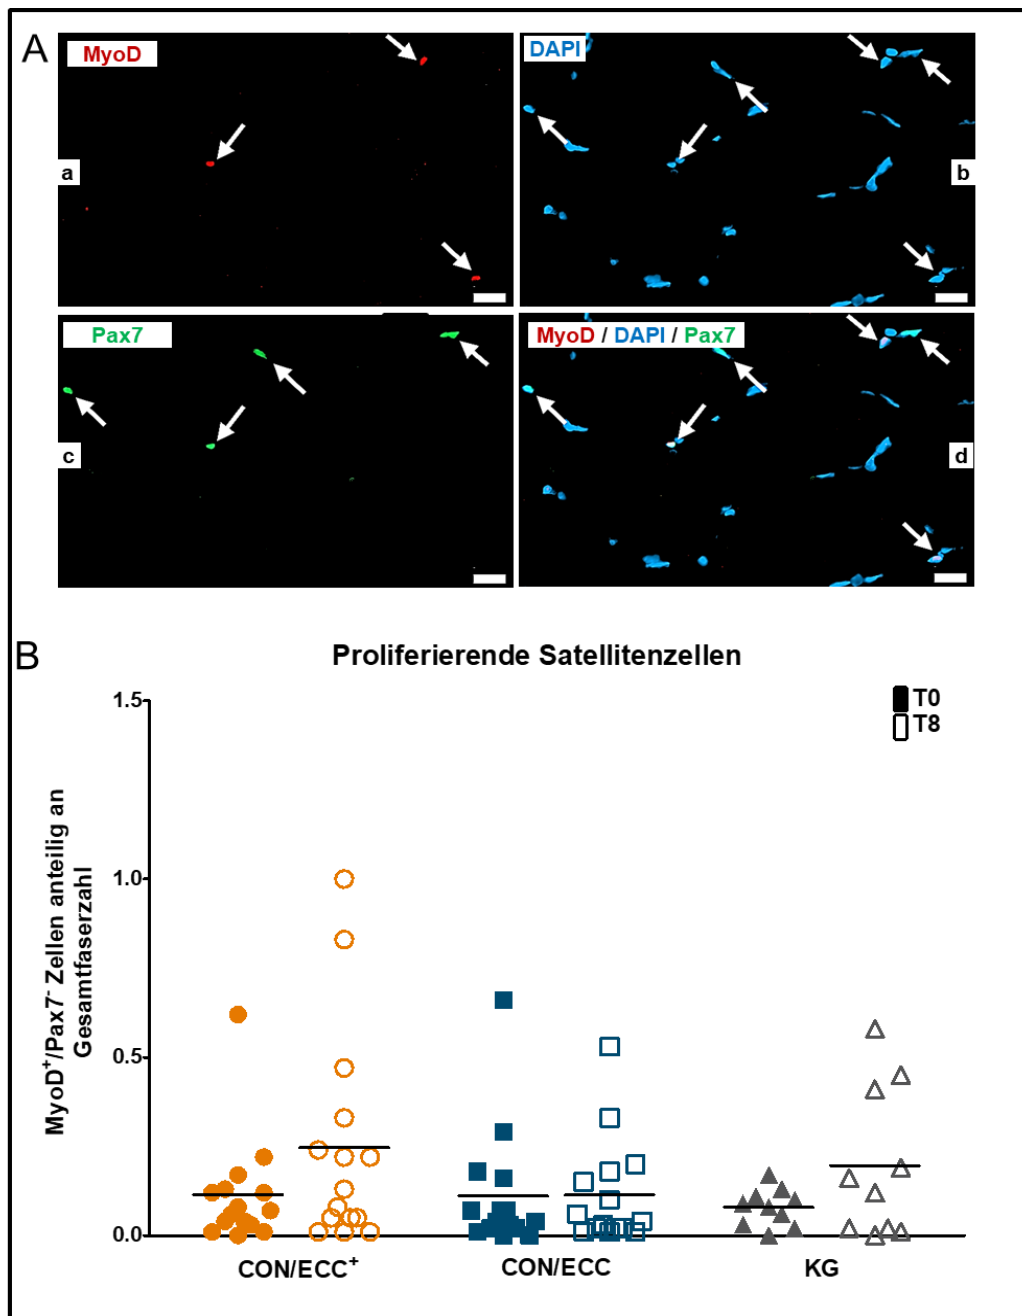 A
MyoD
a
DAPI
b
Pax7
c
MyoD / DAPI / Pax7
d
B
Proliferierende Satellitenzellen
T0
T8
MyoD⁺/Pax7⁻ Zellen anteilig an
Gesamtfaserzahl
1.5
1.0
0.5
0.0
CON/ECC⁺
CON/ECC
KG